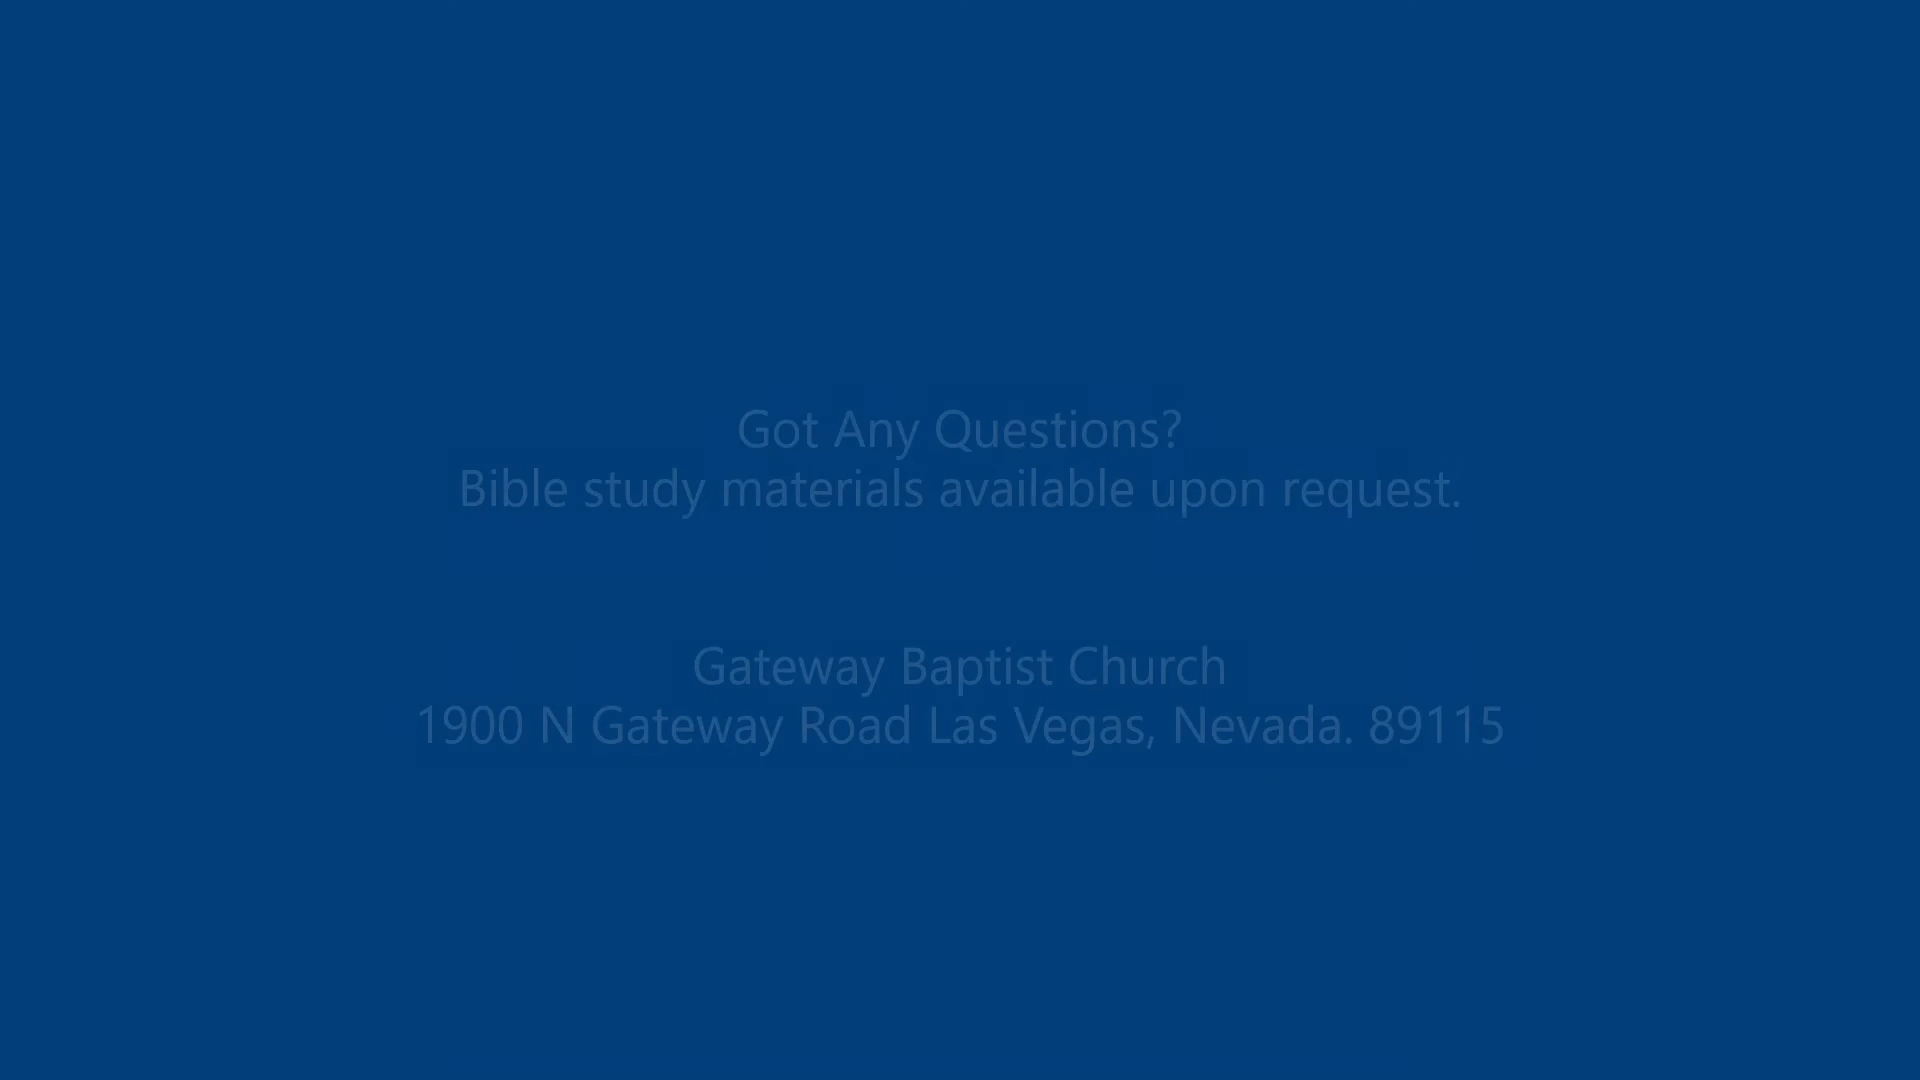 Got Any Questions?
Bible study materials available upon request.
Gateway Baptist Church
1900 N Gateway Road Las Vegas, Nevada. 89115